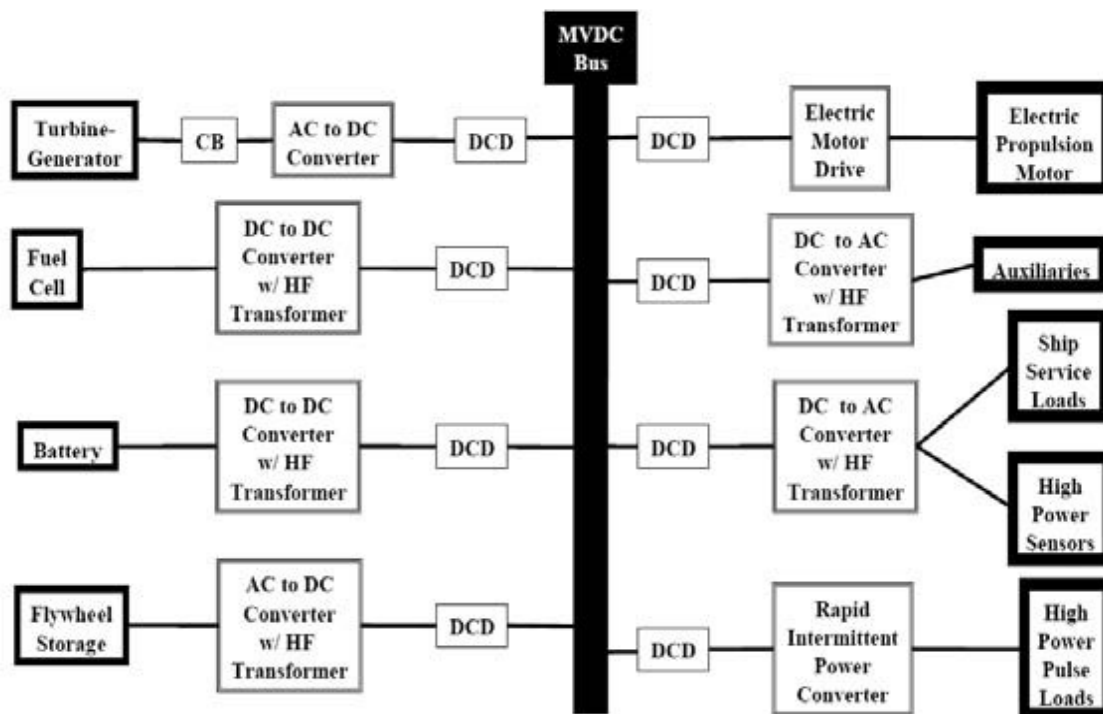 MVDC
Bus
Turbine-
Generator
CB
AC to DC
Converter
DCD
DCD
Electric
Motor
Drive
Electric
Propulsion
Motor
Fuel
Cell
DC to DC
Converter
w/ HF
Transformer
DCD
DCD
DC to AC
Converter
w/ HF
Transformer
Auxiliaries
Battery
DC to DC
Converter
w/ HF
Transformer
DCD
DCD
DC to AC
Converter
w/ HF
Transformer
Ship
Service
Loads
High
Power
Sensors
Flywheel
Storage
AC to DC
Converter
w/ HF
Transformer
DCD
DCD
Rapid
Intermittent
Power
Converter
High
Power
Pulse
Loads